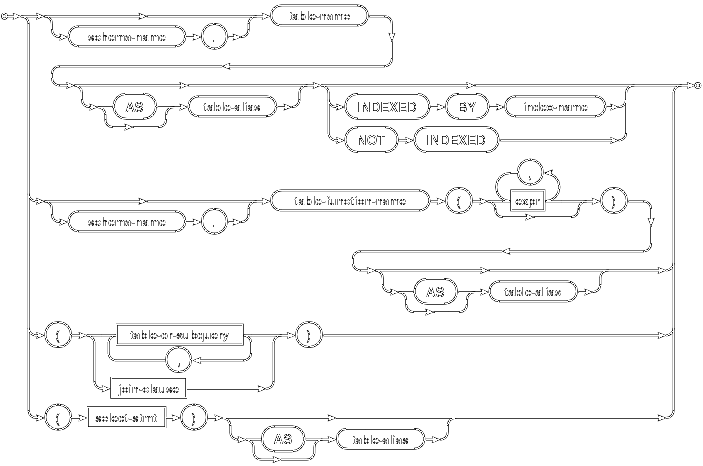 table-name
schema-name .
AS table-alias INDEXED BY index-name
NOT INDEXED
,
table-function-name ( expr )
schema-name .
AS table-alias
( table-or-subquery )
,
join-clause
( select-stmt )
AS table-alias